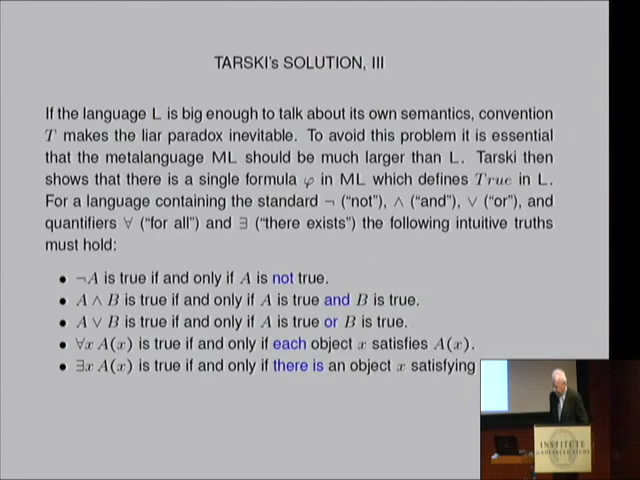 TARSKI's SOLUTION, III
If the language L is big enough to talk about its own semantics, convention
T makes the liar paradox inevitable. To avoid this problem it is essential
that the metalanguage ML should be much larger than L. Tarski then
shows that there is a single formula φ in ML which defines True in L.
For a language containing the standard ¬ (“not”), ∧ (“and”), ∨ (“or”), and
quantifiers ∀ (“for all”) and ∃ (“there exists”) the following intuitive truths
must hold:
• ¬A is true if and only if A is not true.
• A ∧ B is true if and only if A is true and B is true.
• A ∨ B is true if and only if A is true or B is true.
• ∀x A(x) is true if and only if each object x satisfies A(x).
• ∃x A(x) is true if and only if there is an object x satisfying
INSTITUTE
ADVANCED STUDY